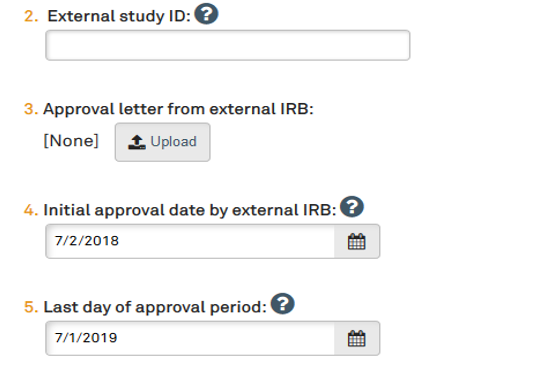 2. External study ID: ?
3. Approval letter from external IRB:
[None] Upload
4. Initial approval date by external IRB: ?
7/2/2018
5. Last day of approval period: ?
7/1/2019